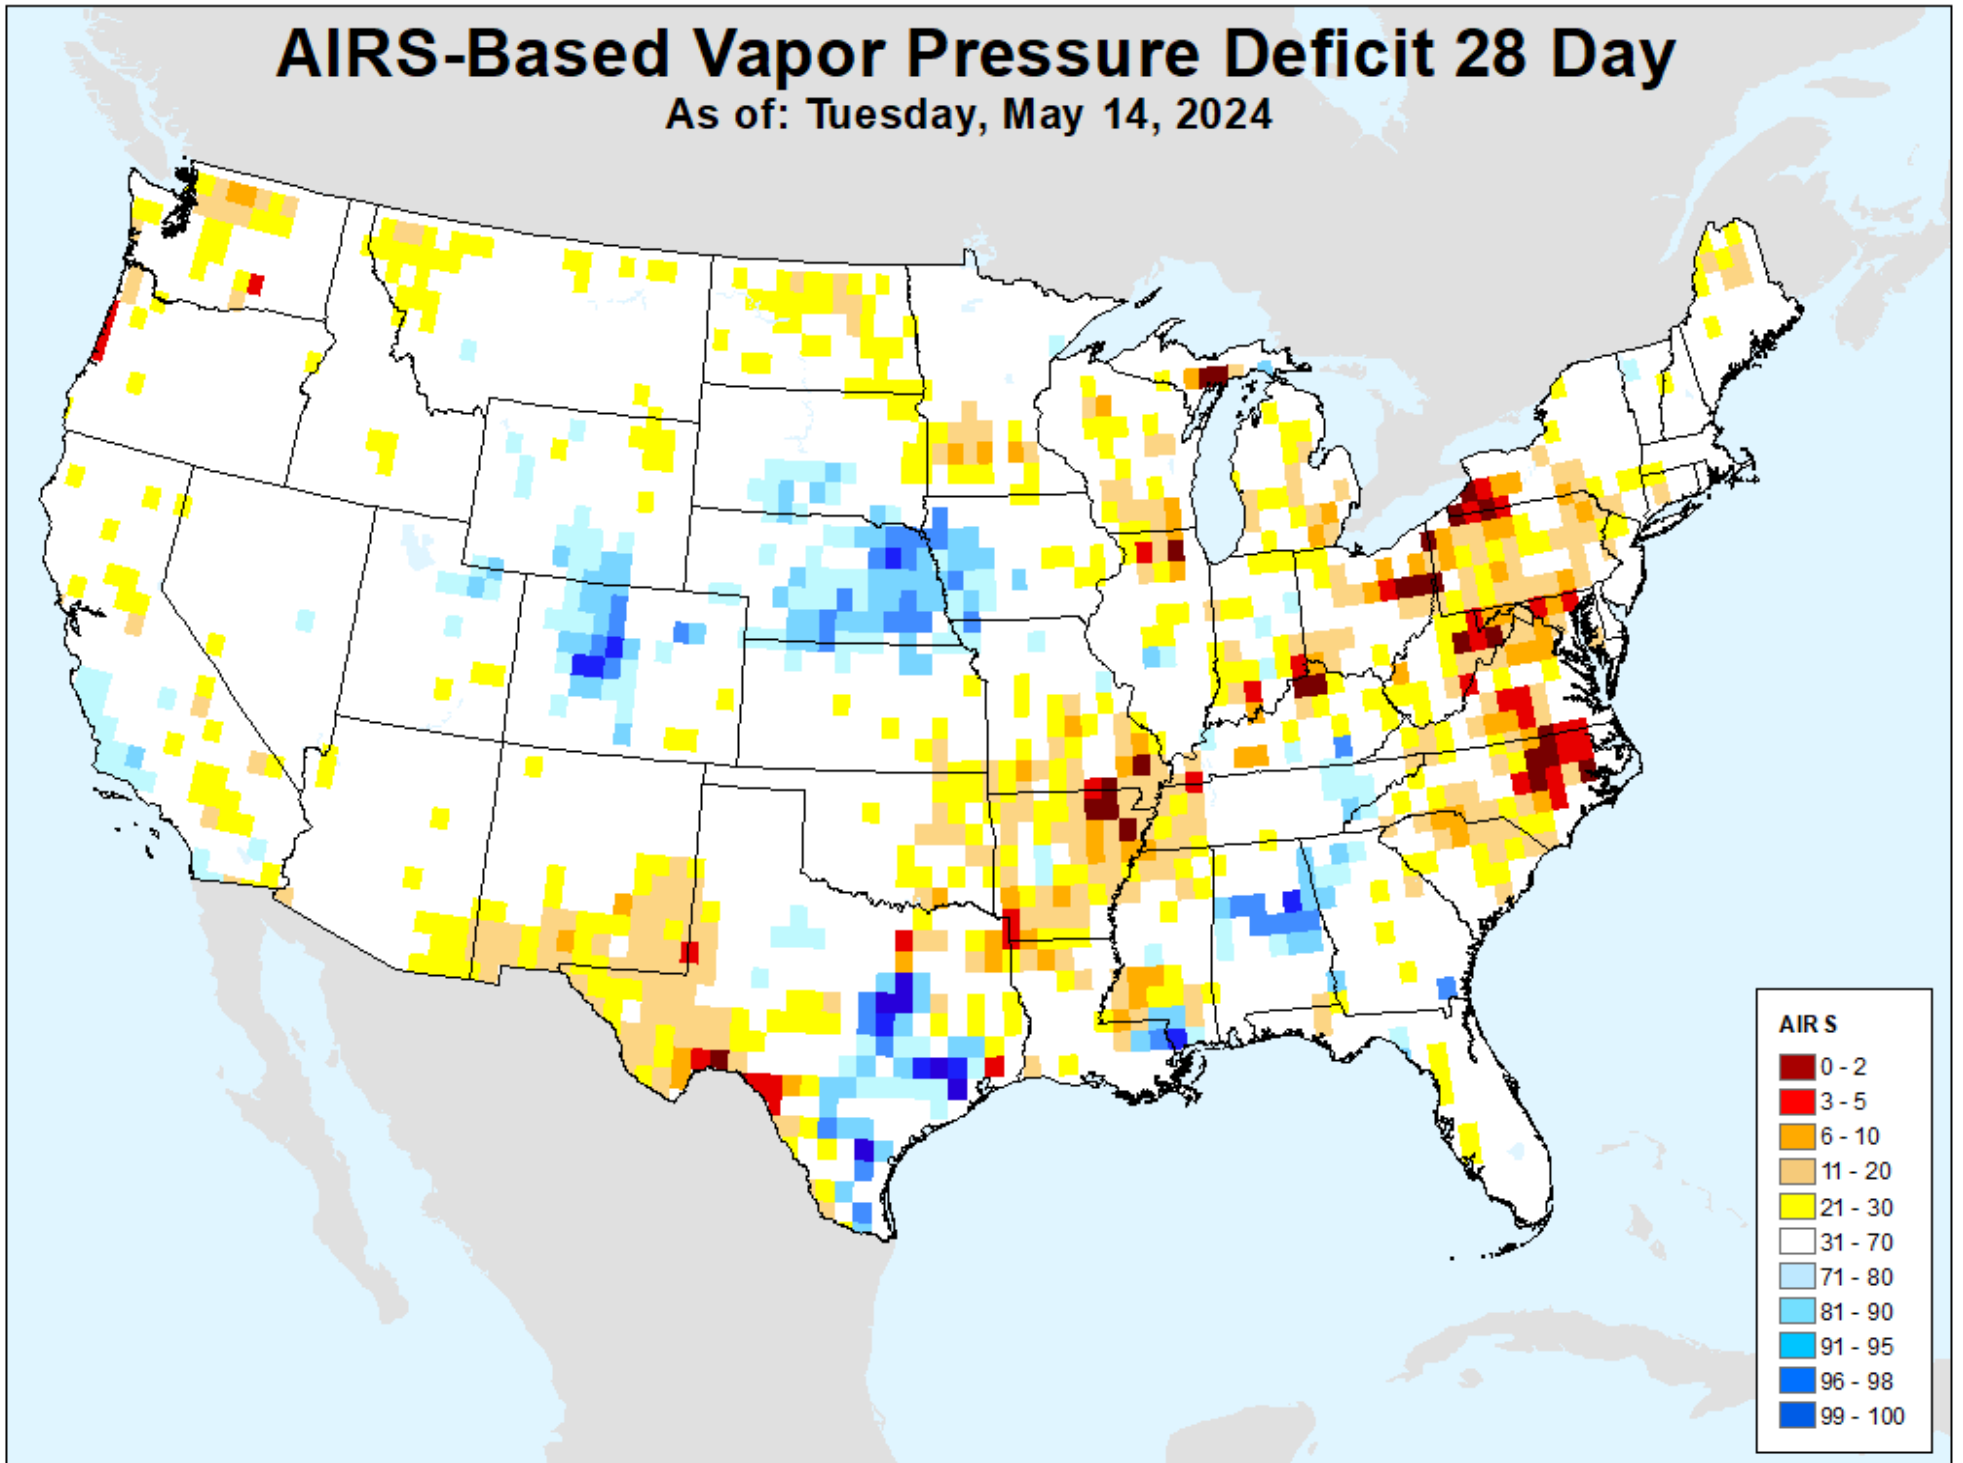 AIRS-Based Vapor Pressure Deficit 28 Day
As of: Tuesday, May 14, 2024
AIRS
0 - 2
3 - 5
6 - 10
11 - 20
21 - 30
31 - 70
71 - 80
81 - 90
91 - 95
96 - 98
99 - 100